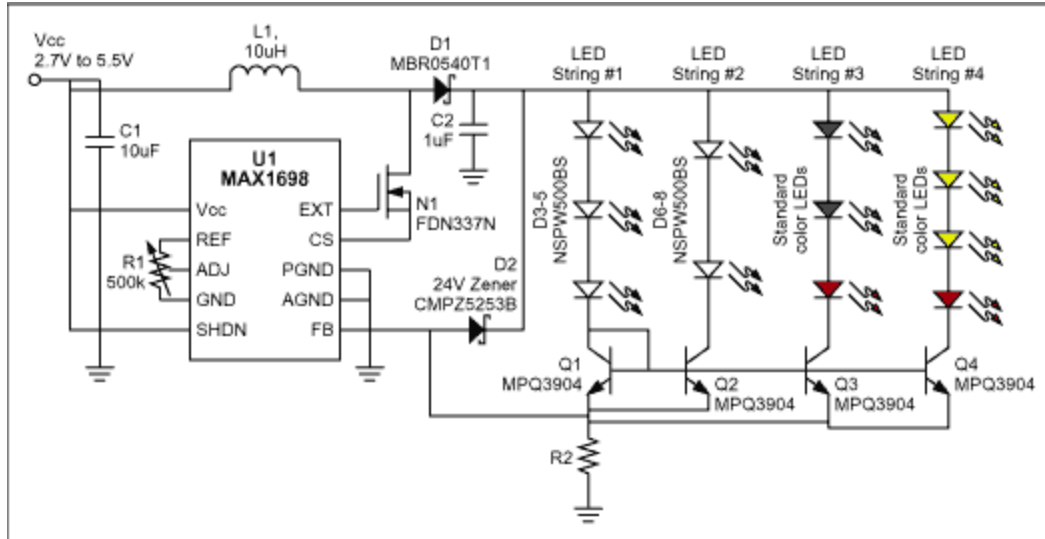 Vcc
2.7V to 5.5V
L1,
10uH
D1
MBR0540T1
LED
String #1
LED
String #2
LED
String #3
LED
String #4
C1
10uF
C2
1uF
U1
MAX1698
Vcc
REF
ADJ
GND
SHDN
EXT
CS
PGND
AGND
FB
R1
500k
N1
FDN337N
D2
24V Zener
CMPZ5253B
D3-5
NSPW500BS
D6-8
NSPW500BS
Standard
color LEDs
Standard
color LEDs
Q1
MPQ3904
Q2
MPQ3904
Q3
MPQ3904
Q4
MPQ3904
R2